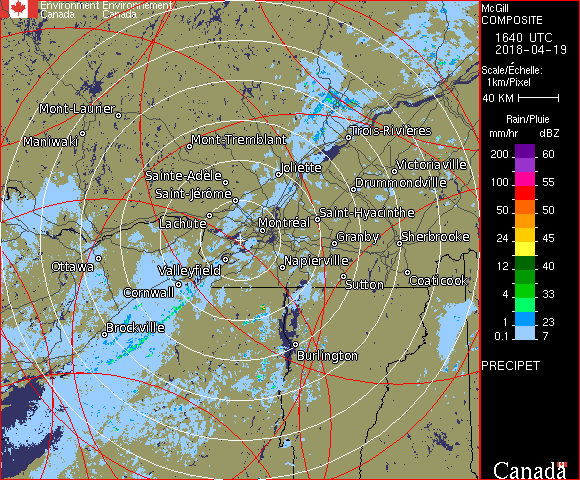 Environment Environnement
Canada Canada
McGill
COMPOSITE
1640 UTC
2018-04-19
Scale/Échelle:
1km/Pixel
40 KM
Rain/Pluie
mm/hr dBZ
200 60
100 55
50 50
24 45
12 40
4 33
1 23
0.1 7
PRECIPET
Canada
Mont-Laurier
Maniwaki
Mont-Tremblant
Trois-Rivières
Joliette
Victoriaville
Sainte-Adèle
Drummondville
Saint-Jérôme
Saint-Hyacinthe
Lachute
Montréal
Granby
Sherbrooke
Ottawa
Napierville
Valleyfield
Coaticook
Sutton
Cornwall
Brockville
Burlington